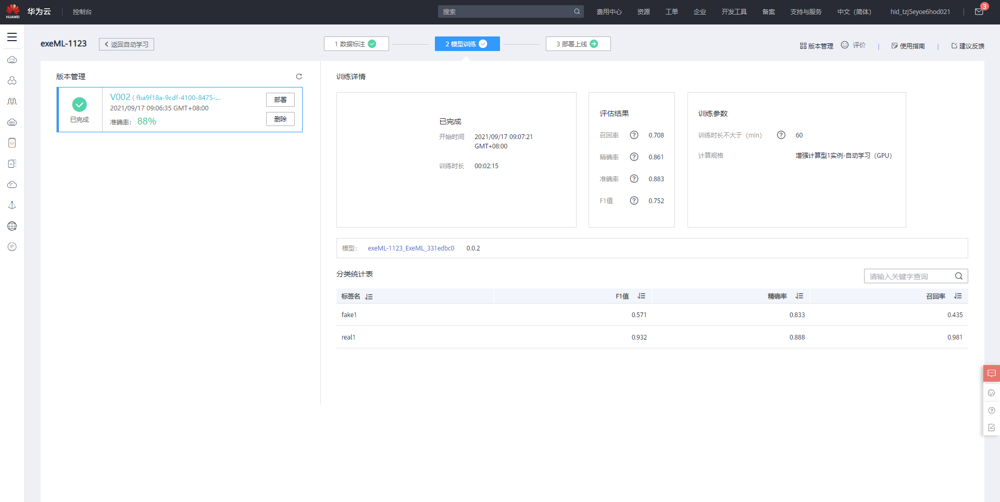 HUAWEI 华为云 控制台 搜索 费用中心 资源 工单 企业 开发工具 备案 支持与服务 中文（简体） hid_tzj5eyoe6hod021 3
exeML-1123 返回自动学习 1 数据标注 2 模型训练 3 部署上线 版本管理 评价 | 使用指南 | 建议反馈
版本管理
V002 ( fba9f18a-9cdf-4100-8475-... 部署
2021/09/17 09:06:35 GMT+08:00
已完成 准确率： 88% 删除
训练详情
已完成
开始时间 2021/09/17 09:07:21
GMT+08:00
训练时长 00:02:15
评估结果
召回率 ? 0.708
精确率 ? 0.861
准确率 ? 0.883
F1值 ? 0.752
训练参数
训练时长不大于（min） ? 60
计算规格 增强计算型1实例-自动学习（GPU）
模型： exeML-1123_ExeML_331edbc0 0.0.2
分类统计表 请输入关键字查询
标签名 F1值 精确率 召回率
fake1 0.571 0.833 0.435
real1 0.932 0.888 0.981
IP